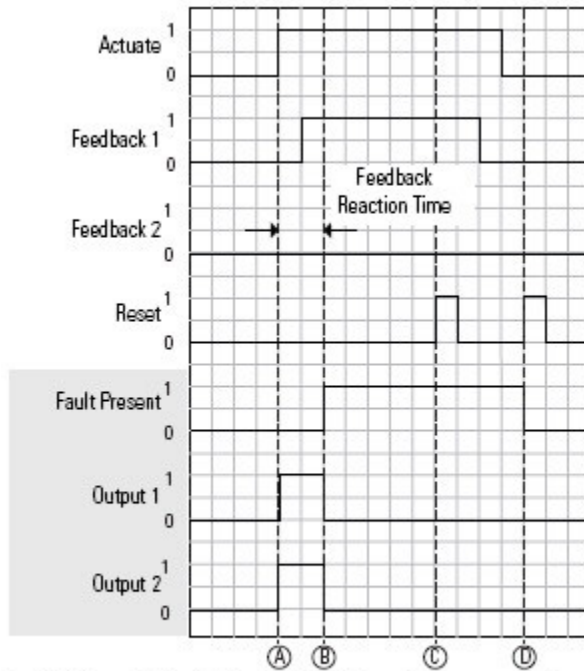 Actuate 1
0
Feedback 1 1
0
Feedback
Reaction Time
Feedback 2 1
0
Reset 1
0
Fault Present 1
0
Output 1 1
0
Output 2 1
0
Ⓐ Ⓑ Ⓒ Ⓓ